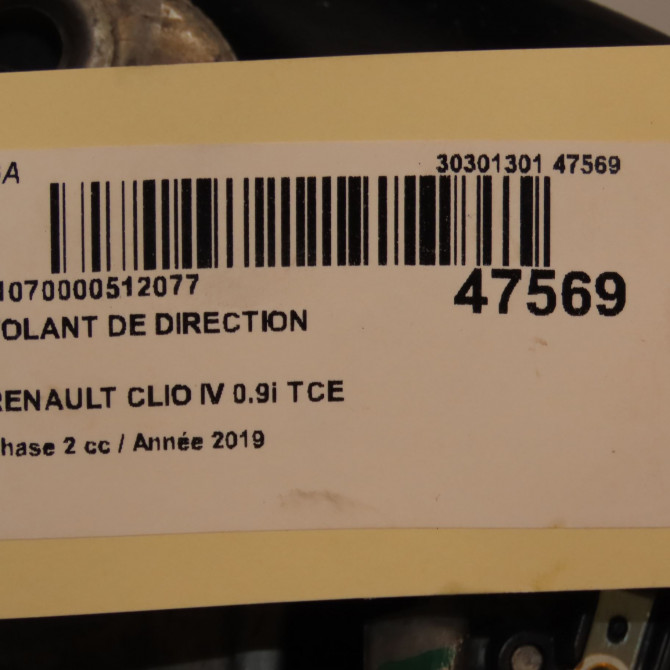 30301301 47569
1070000512077
47569
OLANT DE DIRECTION
RENAULT CLIO IV 0.9i TCE
hase 2 cc / Année 2019